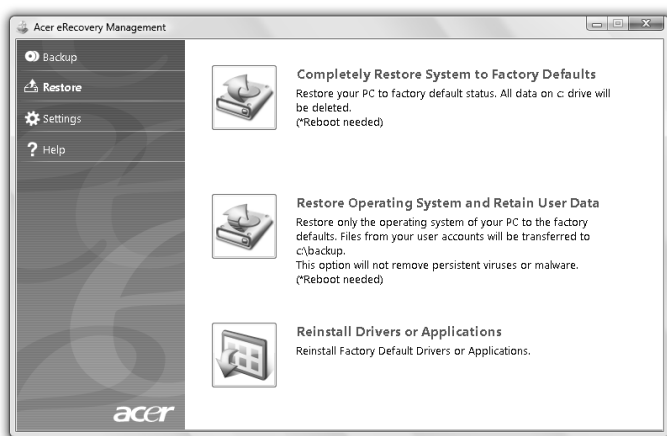 Acer eRecovery Management
Backup
Restore
Settings
Help
Completely Restore System to Factory Defaults
Restore your PC to factory default status. All data on c: drive will
be deleted.
(*Reboot needed)
Restore Operating System and Retain User Data
Restore only the operating system of your PC to the factory
defaults. Files from your user accounts will be transferred to
c:\backup.
This option will not remove persistent viruses or malware.
(*Reboot needed)
Reinstall Drivers or Applications
Reinstall Factory Default Drivers or Applications.
acer